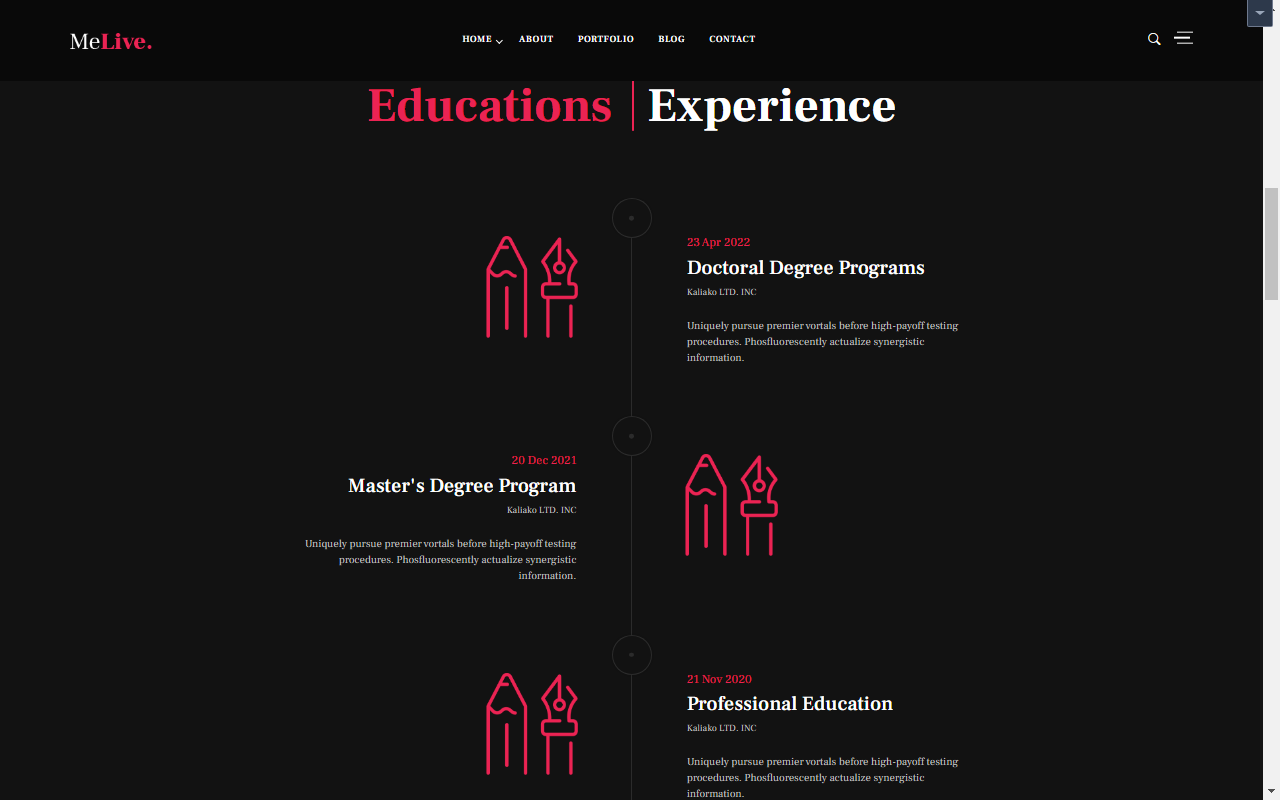 MeLive.
HOME
ABOUT
PORTFOLIO
BLOG
CONTACT
Educations
Experience
23 Apr 2022
Doctoral Degree Programs
Kaliako LTD. INC
Uniquely pursue premier vortals before high-payoff testing
procedures. Phosfluorescently actualize synergistic
information.
20 Dec 2021
Master's Degree Program
Kaliako LTD. INC
Uniquely pursue premier vortals before high-payoff testing
procedures. Phosfluorescently actualize synergistic
information.
21 Nov 2020
Professional Education
Kaliako LTD. INC
Uniquely pursue premier vortals before high-payoff testing
procedures. Phosfluorescently actualize synergistic
information.